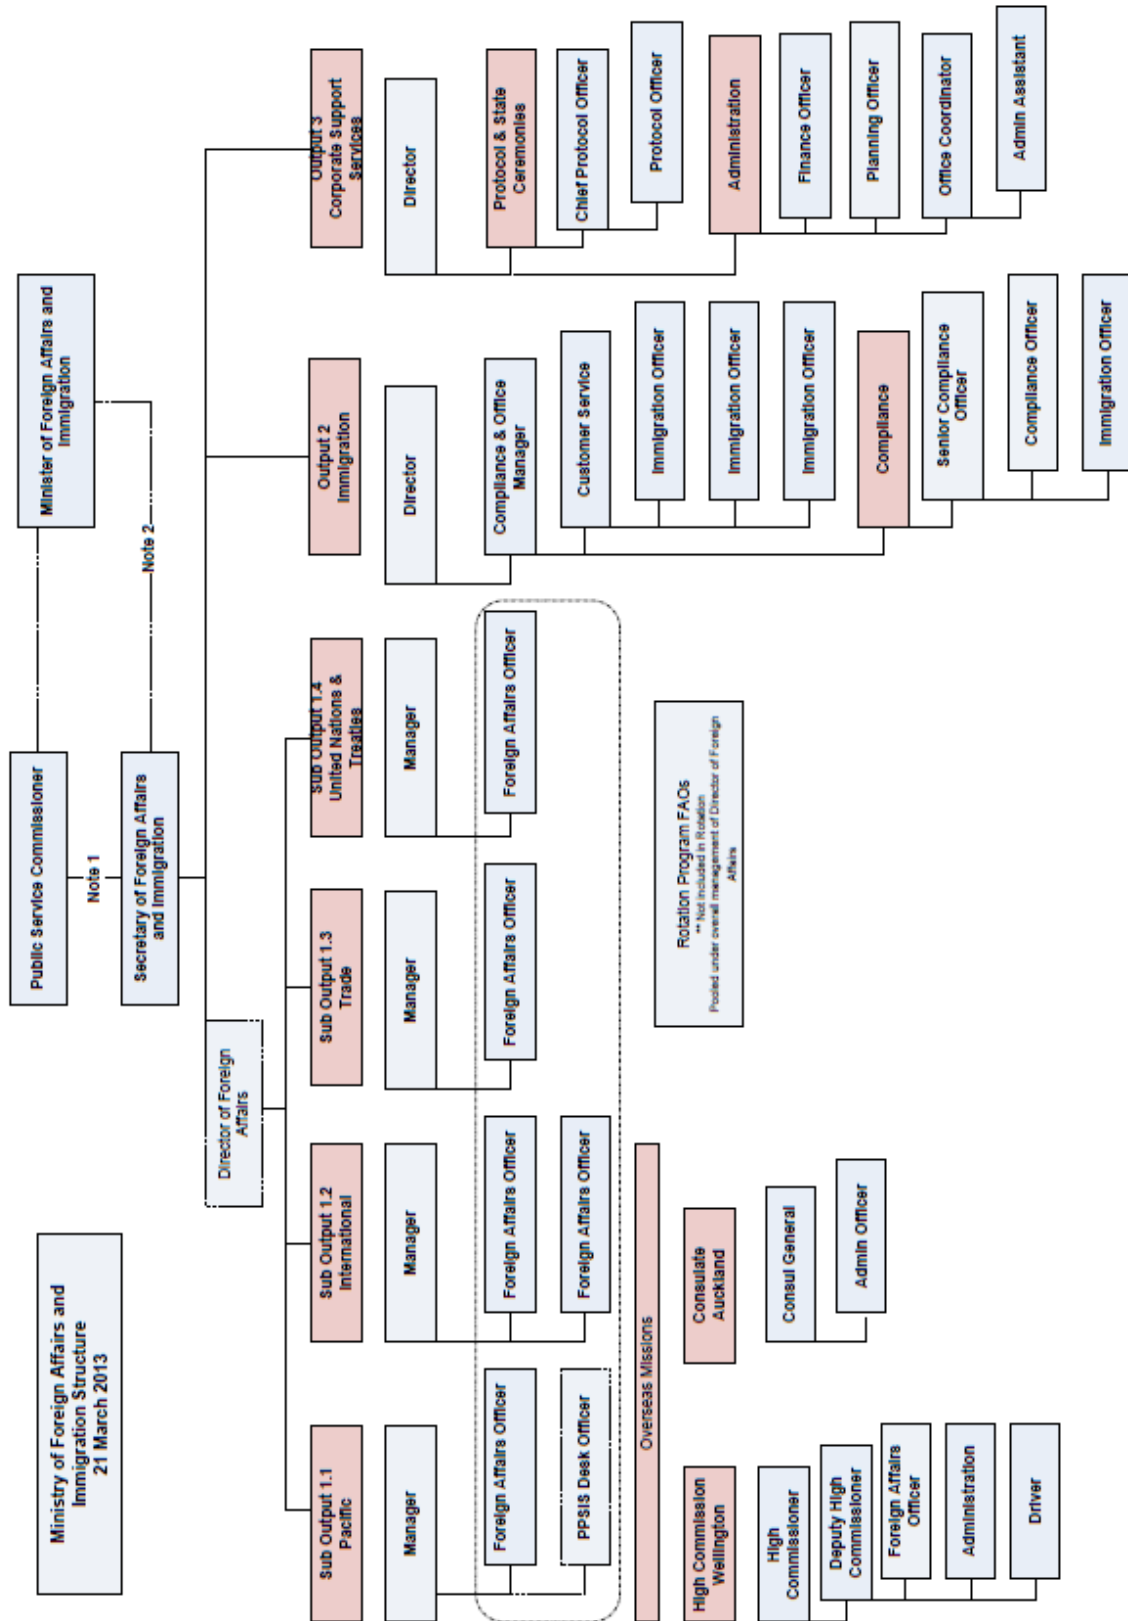 Ministry of Foreign Affairs and
Immigration Structure
21 March 2013
Public Service Commissioner
Minister of Foreign Affairs and
Immigration
Note 1
Note 2
Secretary of Foreign Affairs
and Immigration
Director of Foreign
Affairs
Sub Output 1.1
Pacific
Sub Output 1.2
International
Sub Output 1.3
Trade
Sub Output 1.4
United Nations &
Treaties
Output 2
Immigration
Output 3
Corporate Support
Services
Manager
Manager
Manager
Manager
Director
Director
Foreign Affairs Officer
Foreign Affairs Officer
Foreign Affairs Officer
Foreign Affairs Officer
Compliance & Office
Manager
Protocol & State
Ceremonies
PPSIS Desk Officer
Foreign Affairs Officer
Customer Service
Chief Protocol Officer
Overseas Missions
Immigration Officer
Protocol Officer
High Commission
Wellington
Consulate
Auckland
Rotation Program FAOs
** Not included in Rotation
Pooled under overall management of Director of Foreign
Affairs
Immigration Officer
Administration
High
Commissioner
Consul General
Immigration Officer
Finance Officer
Deputy High
Commissioner
Admin Officer
Compliance
Planning Officer
Foreign Affairs
Officer
Senior Compliance
Officer
Office Coordinator
Administration
Compliance Officer
Admin Assistant
Driver
Immigration Officer